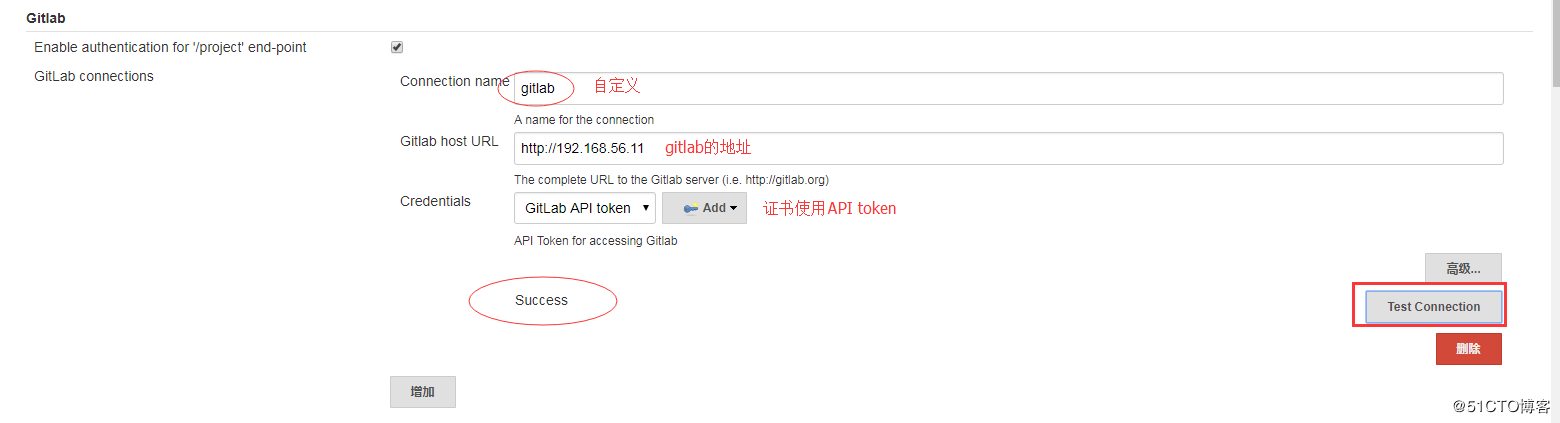 Gitlab
Enable authentication for '/project' end-point
GitLab connections
Connection name gitlab 自定义
A name for the connection
Gitlab host URL http://192.168.56.11 gitlab的地址
The complete URL to the Gitlab server (i.e. http://gitlab.org)
Credentials GitLab API token Add 证书使用API token
API Token for accessing Gitlab
高级...
Success Test Connection
删除
增加
@51CTO博客